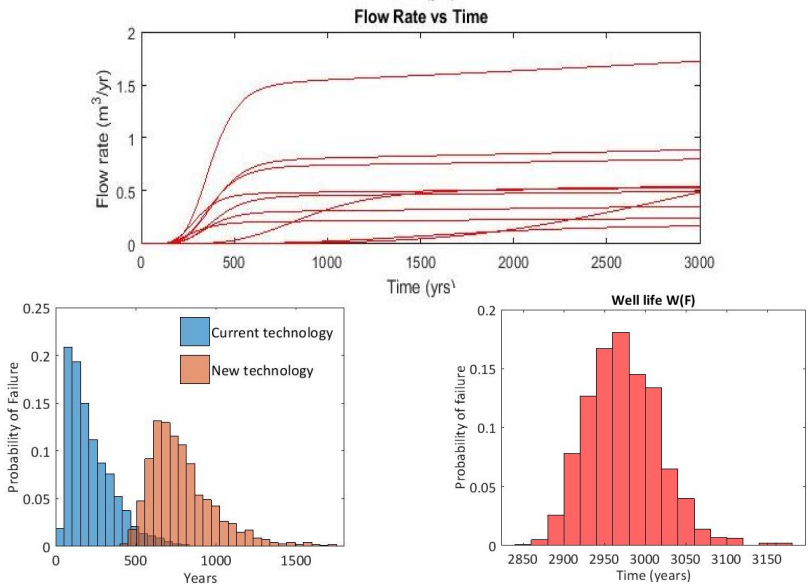 Flow Rate vs Time
Flow rate (m³/yr)
2
1.5
1
0.5
0
0 500 1000 1500 2000 2500 3000
Time (yrs)
Probability of Failure
0.25
0.2
0.15
0.1
0.05
0
Current technology
New technology
0 500 1000 1500
Years
Well life W(F)
Probability of failure
0.2
0.15
0.1
0.05
0
2850 2900 2950 3000 3050 3100 3150
Time (years)